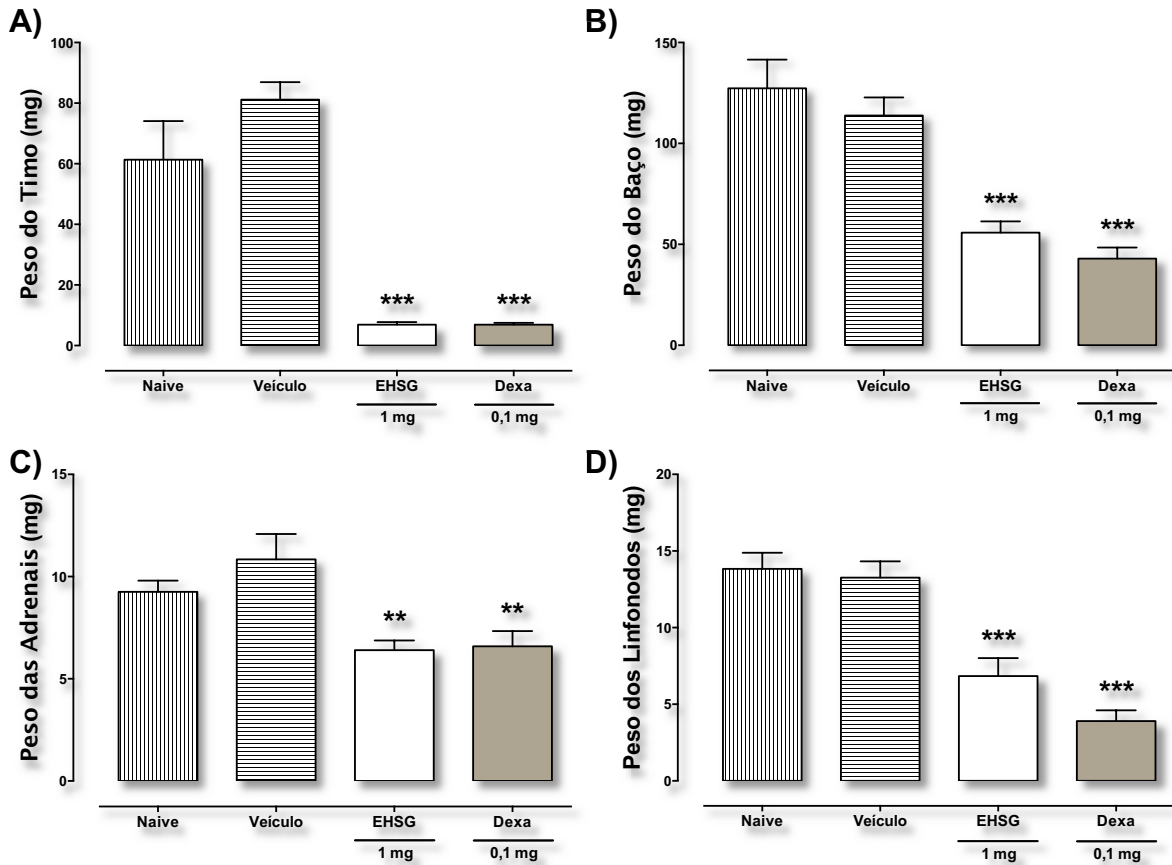 A)
Peso do Timo (mg)
100
80
60
40
20
0
*** ***
Naive Veículo EHSG Dexa
1 mg 0,1 mg
B)
Peso do Baço (mg)
150
100
50
0
*** ***
Naive Veículo EHSG Dexa
1 mg 0,1 mg
C)
Peso das Adrenais (mg)
15
10
5
0
** **
Naive Veículo EHSG Dexa
1 mg 0,1 mg
D)
Peso dos Linfonodos (mg)
20
15
10
5
0
*** ***
Naive Veículo EHSG Dexa
1 mg 0,1 mg